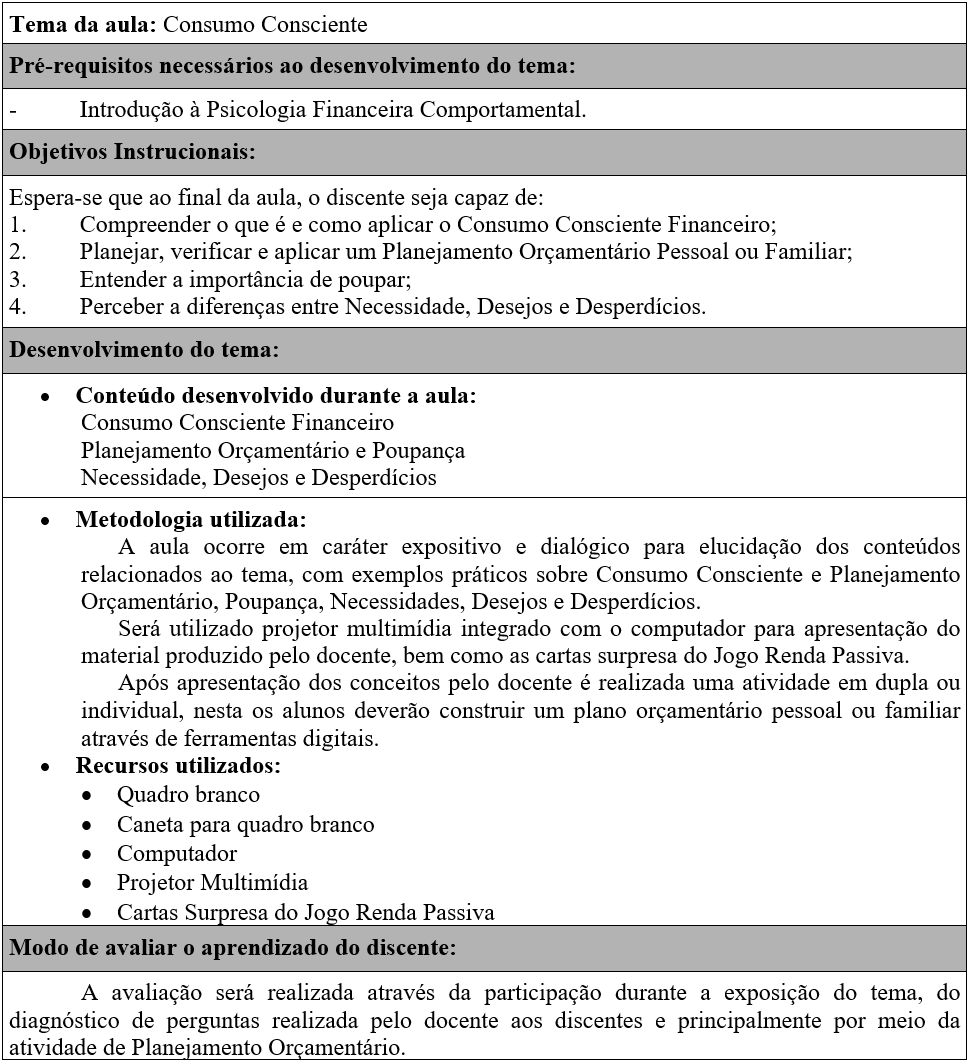 Tema da aula: Consumo Consciente
Pré-requisitos necessários ao desenvolvimento do tema:
- Introdução à Psicologia Financeira Comportamental.
Objetivos Instrucionais:
Espera-se que ao final da aula, o discente seja capaz de:
1. Compreender o que é e como aplicar o Consumo Consciente Financeiro;
2. Planejar, verificar e aplicar um Planejamento Orçamentário Pessoal ou Familiar;
3. Entender a importância de poupar;
4. Perceber a diferenças entre Necessidade, Desejos e Desperdícios.
Desenvolvimento do tema:
• Conteúdo desenvolvido durante a aula:
Consumo Consciente Financeiro
Planejamento Orçamentário e Poupança
Necessidade, Desejos e Desperdícios
• Metodologia utilizada:
A aula ocorre em caráter expositivo e dialógico para elucidação dos conteúdos
relacionados ao tema, com exemplos práticos sobre Consumo Consciente e Planejamento
Orçamentário, Poupança, Necessidades, Desejos e Desperdícios.
Será utilizado projetor multimídia integrado com o computador para apresentação do
material produzido pelo docente, bem como as cartas surpresa do Jogo Renda Passiva.
Após apresentação dos conceitos pelo docente é realizada uma atividade em dupla ou
individual, nesta os alunos deverão construir um plano orçamentário pessoal ou familiar
através de ferramentas digitais.
• Recursos utilizados:
• Quadro branco
• Caneta para quadro branco
• Computador
• Projetor Multimídia
• Cartas Surpresa do Jogo Renda Passiva
Modo de avaliar o aprendizado do discente:
A avaliação será realizada através da participação durante a exposição do tema, do
diagnóstico de perguntas realizada pelo docente aos discentes e principalmente por meio da
atividade de Planejamento Orçamentário.